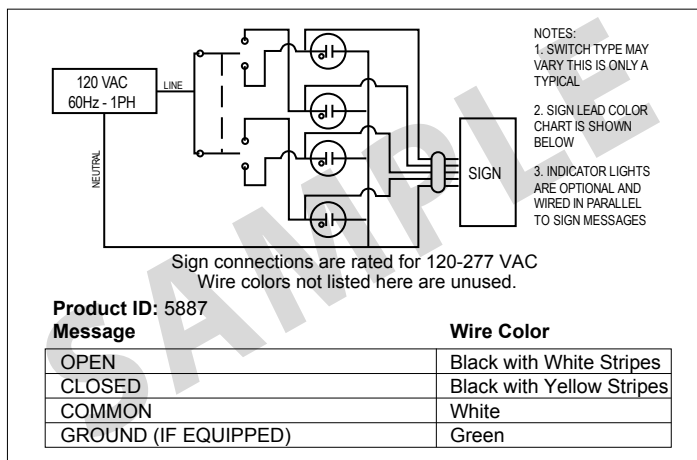 120 VAC
60Hz - 1PH
LINE
NEUTRAL
SIGN
NOTES:
1. SWITCH TYPE MAY
VARY THIS IS ONLY A
TYPICAL
2. SIGN LEAD COLOR
CHART IS SHOWN
BELOW
3. INDICATOR LIGHTS
ARE OPTIONAL AND
WIRED IN PARALLEL
TO SIGN MESSAGES
SAMPLE
Sign connections are rated for 120-277 VAC
Wire colors not listed here are unused.
Product ID: 5887
Message Wire Color
OPEN Black with White Stripes
CLOSED Black with Yellow Stripes
COMMON White
GROUND (IF EQUIPPED) Green